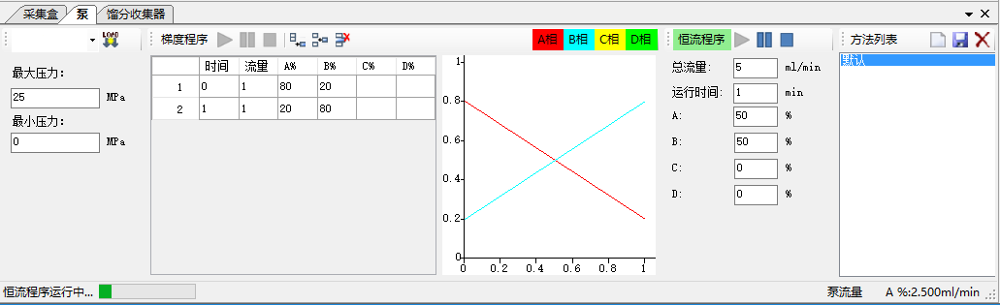 采集盒 泵 馏分收集器
LOAD 梯度程序 A相 B相 C相 D相 恒流程序 方法列表
最大压力：
25 MPa
最小压力：
0 MPa
时间 流量 A% B% C% D%
1 0 1 80 20
2 1 1 20 80
1
0.8
0.6
0.4
0.2
0
0 0.2 0.4 0.6 0.8 1
总流量： 5 ml/min
运行时间： 1 min
A: 50 %
B: 50 %
C: 0 %
D: 0 %
默认
恒流程序运行中... 泵流量 A %:2.500ml/min